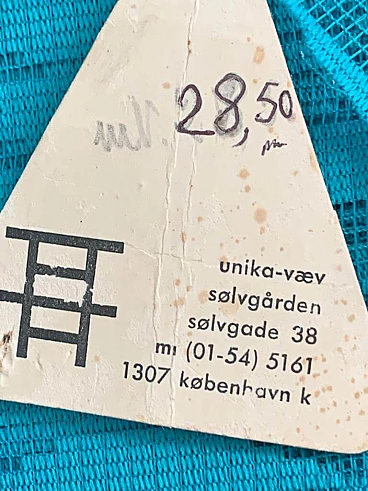 28,50
unika-væv
sølvgården
sølvgade 38
(01-54) 5161
1307 københavn k